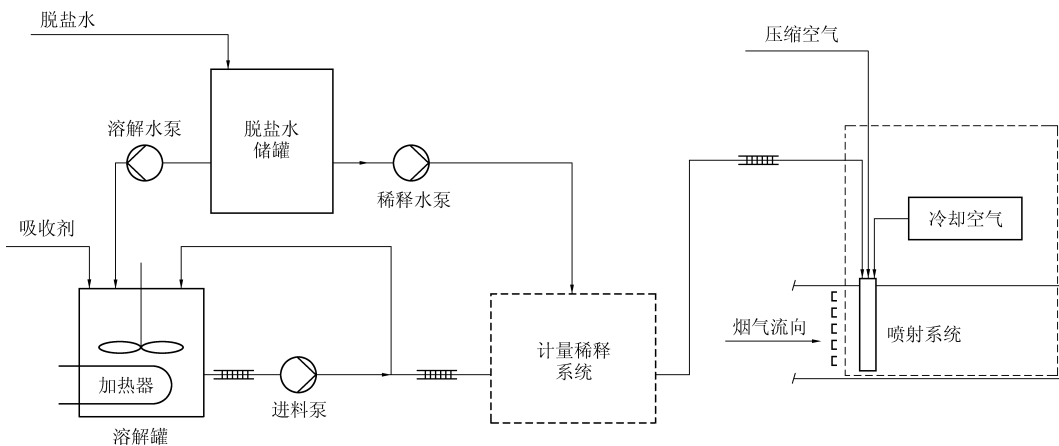 脱盐水
压缩空气
溶解水泵
脱盐水
储罐
稀释水泵
吸收剂
冷却空气
烟气流向
喷射系统
计量稀释
系统
加热器
进料泵
溶解罐